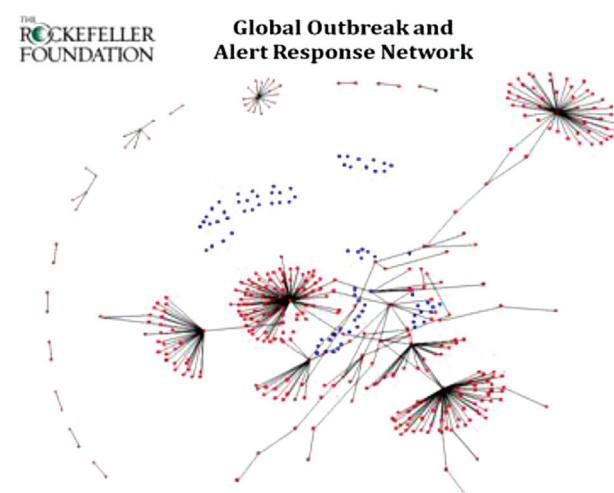 THE
ROCKEFELLER
FOUNDATION
Global Outbreak and
Alert Response Network